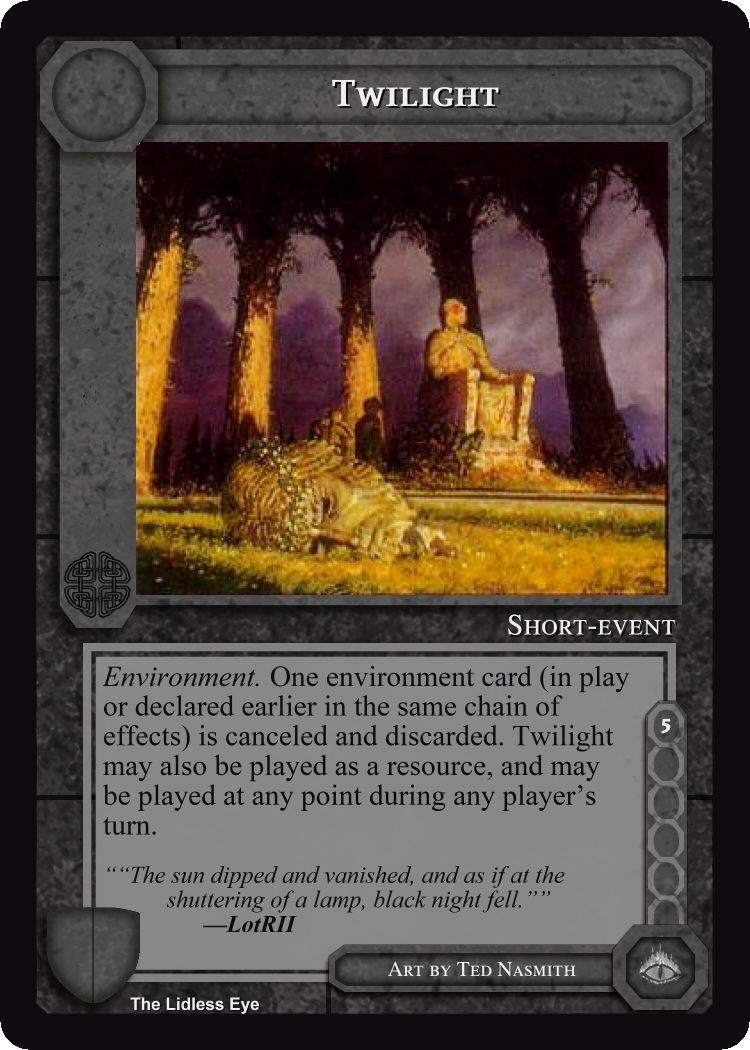 Twilight
Short-event
Environment. One environment card (in play
or declared earlier in the same chain of
effects) is canceled and discarded. Twilight
may also be played as a resource, and may
be played at any point during any player's
turn.
5
““The sun dipped and vanished, and as if at the
shuttering of a lamp, black night fell.””
—LotRII
Art by Ted Nasmith
The Lidless Eye